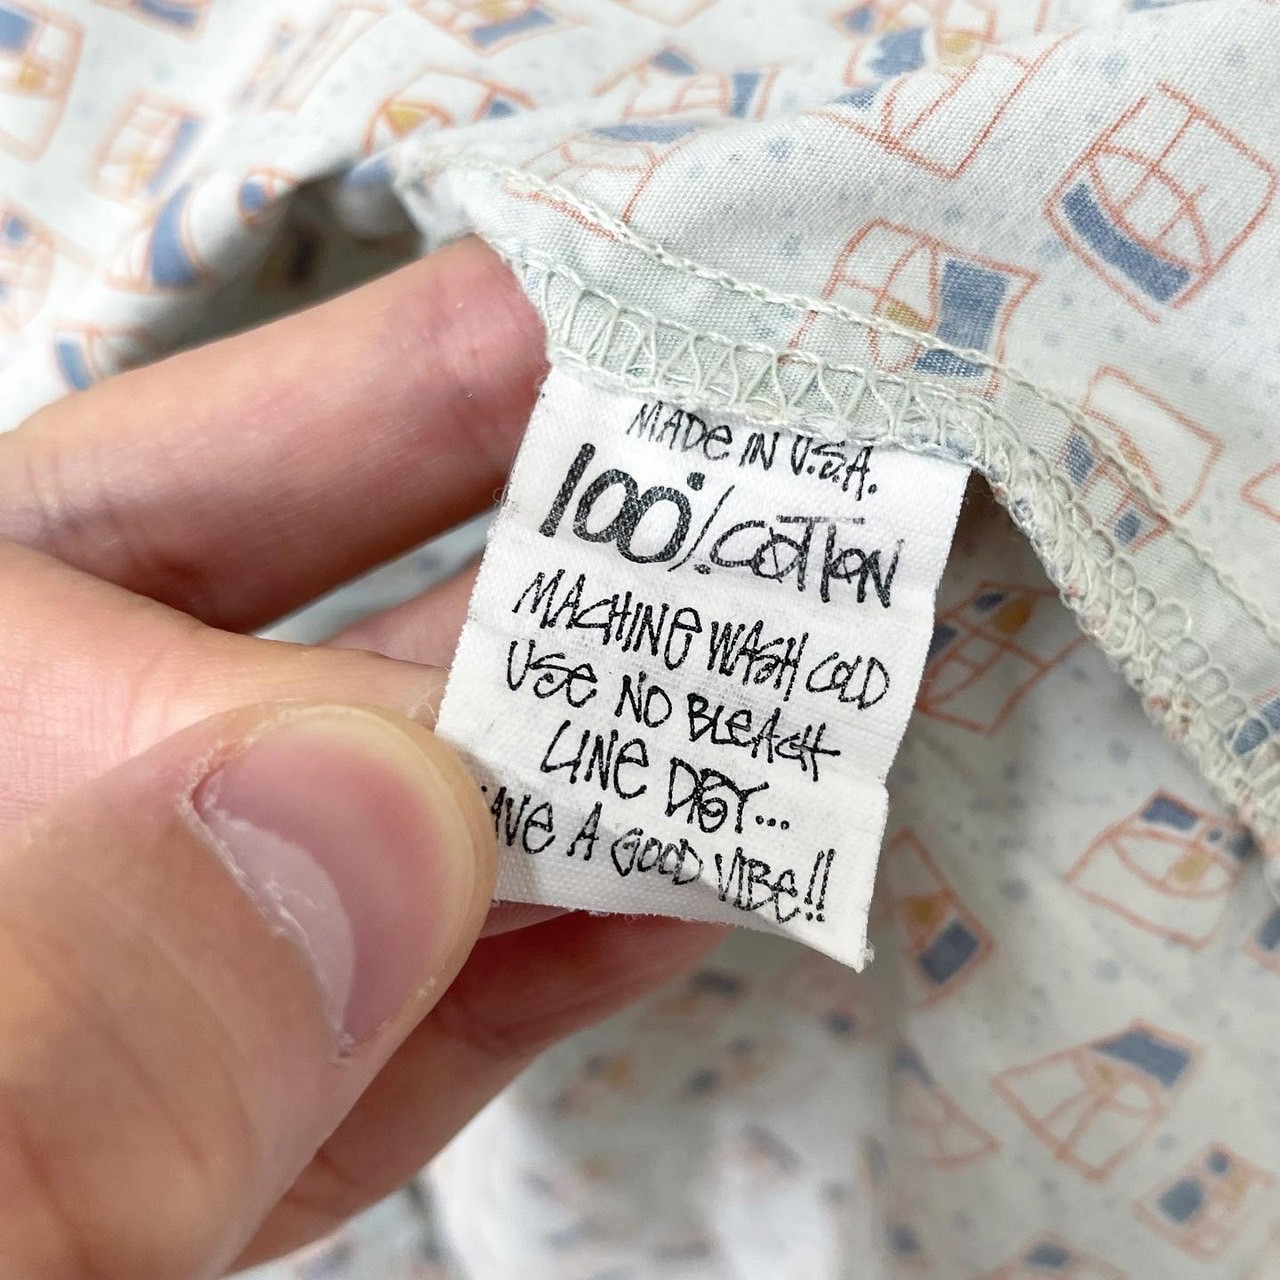 MADE IN U.S.A.
100% COTTON
MACHINE WASH COLD
USE NO BLEACH
LINE DRY...
AVE A GOOD VIBE!!